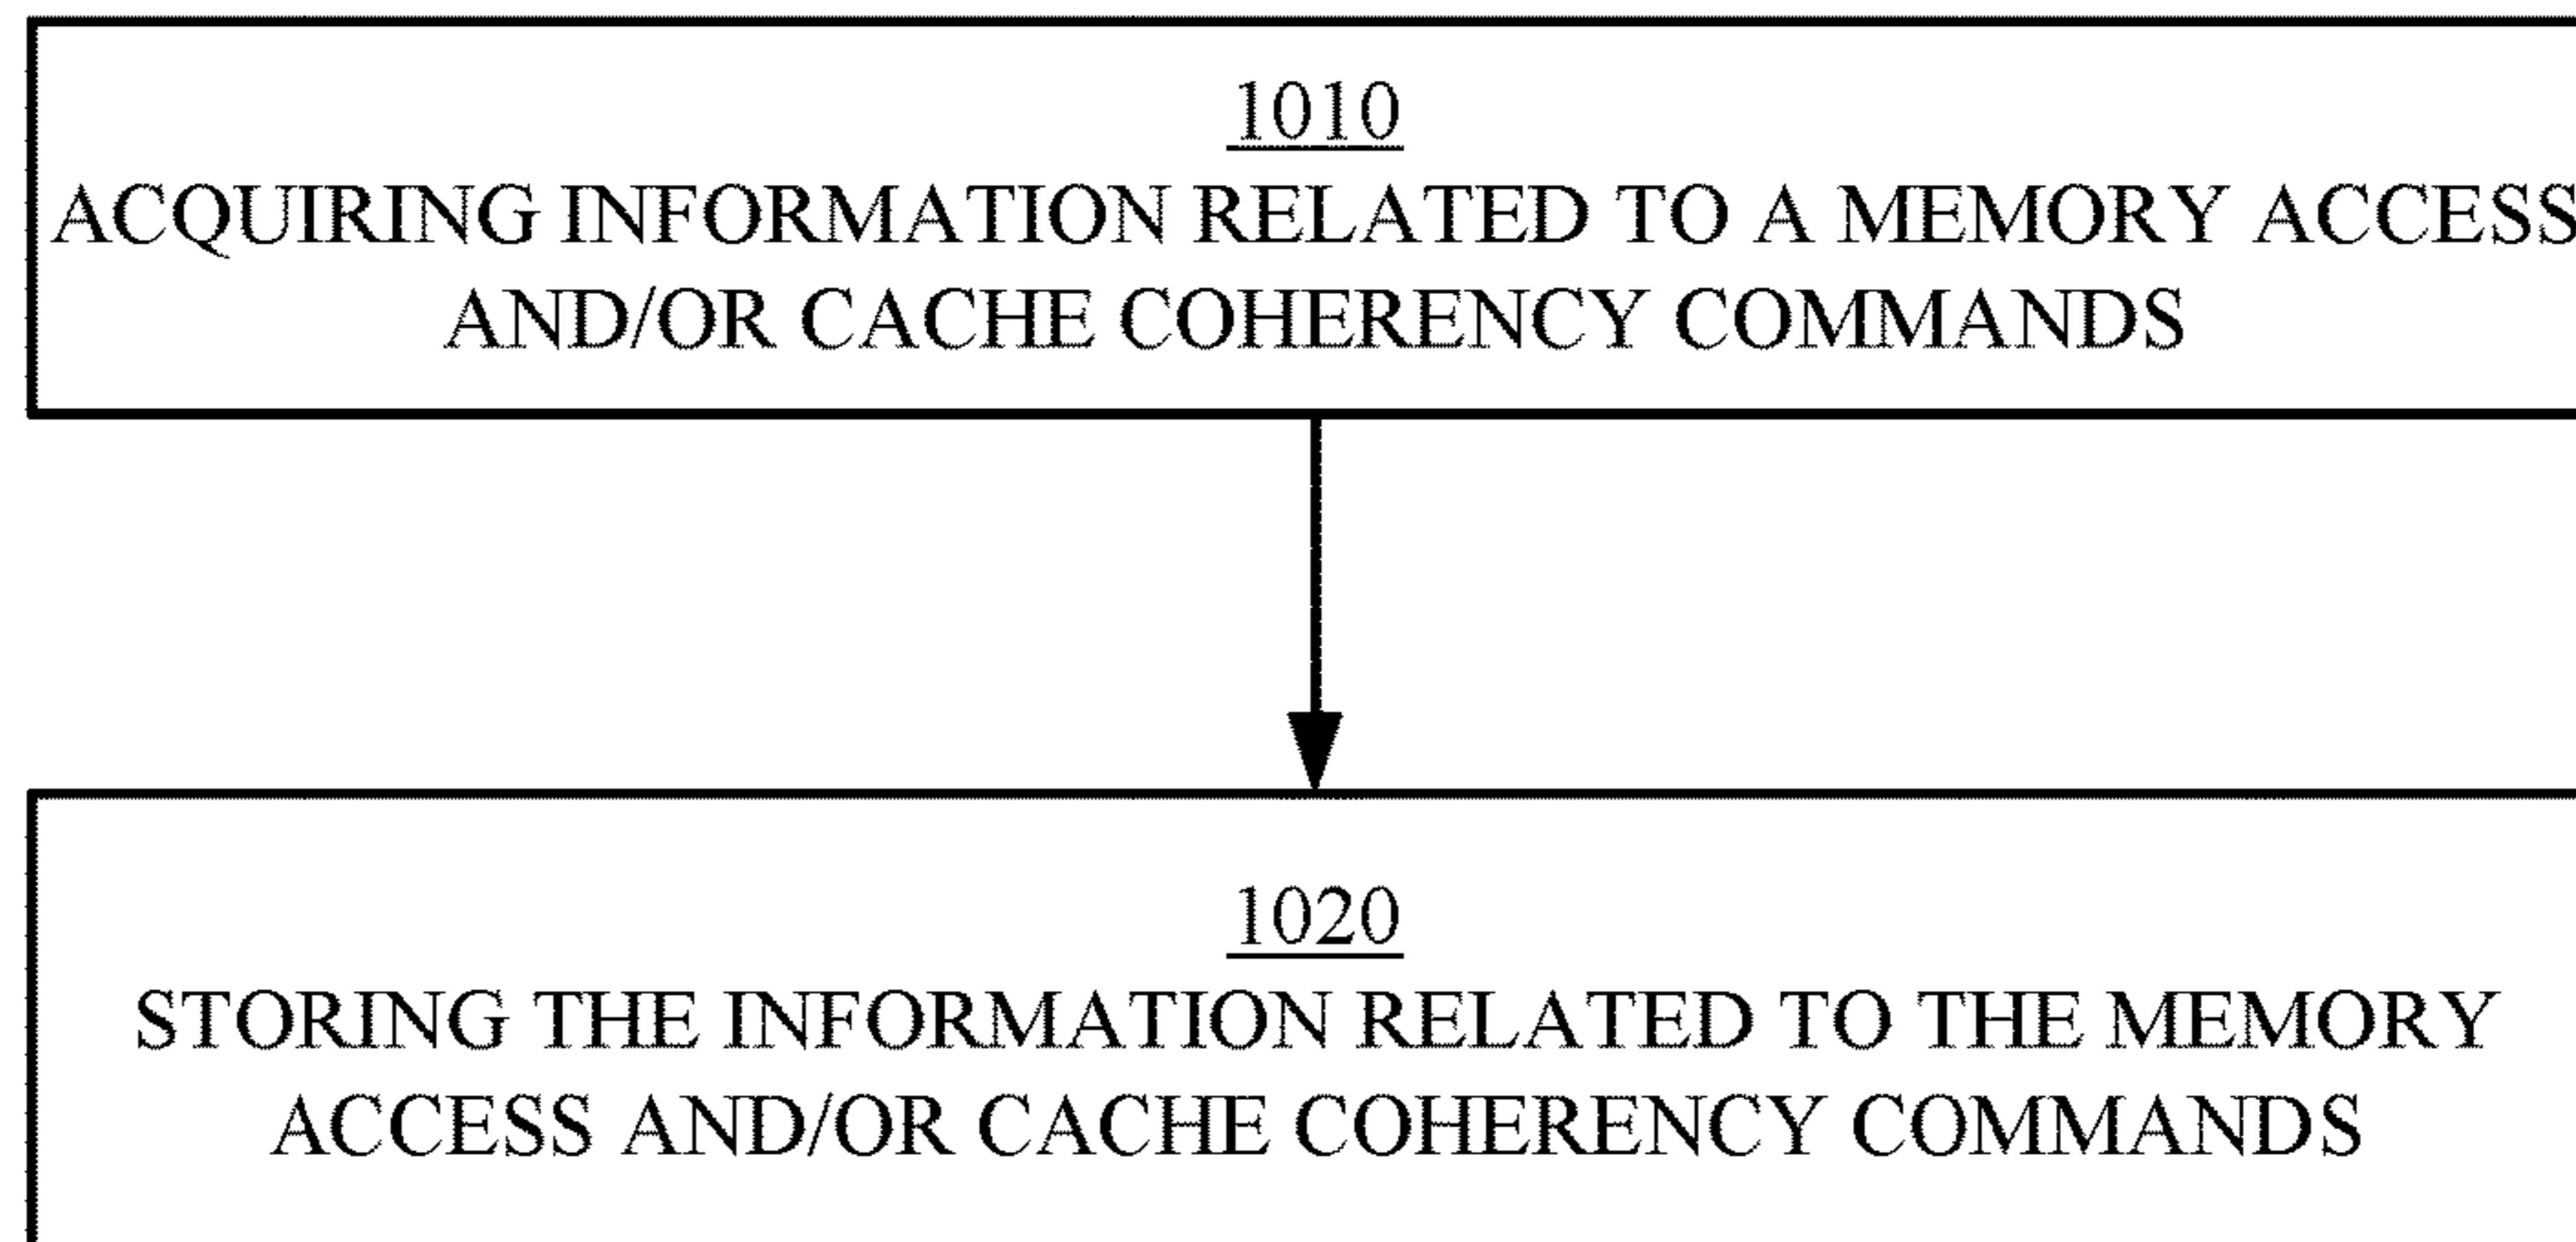 1010
ACQUIRING INFORMATION RELATED TO A MEMORY ACCESS
AND/OR CACHE COHERENCY COMMANDS
1020
STORING THE INFORMATION RELATED TO THE MEMORY
ACCESS AND/OR CACHE COHERENCY COMMANDS